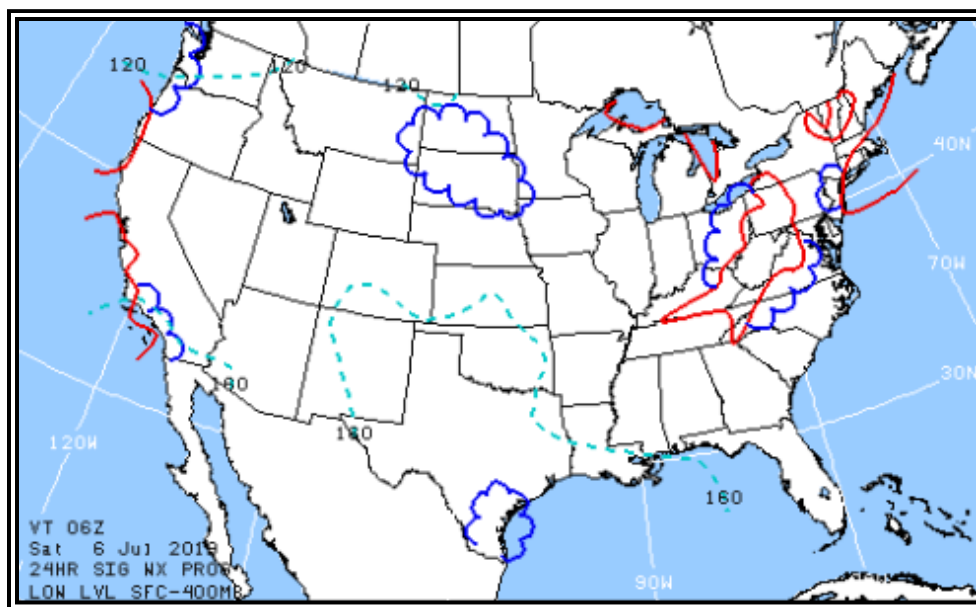 120
120
120
40N
70W
30N
160
160
160
120W
90W
VT 06Z
Sat 6 Jul 2019
24HR SIG WX PROG
LOW LVL SFC-400MB